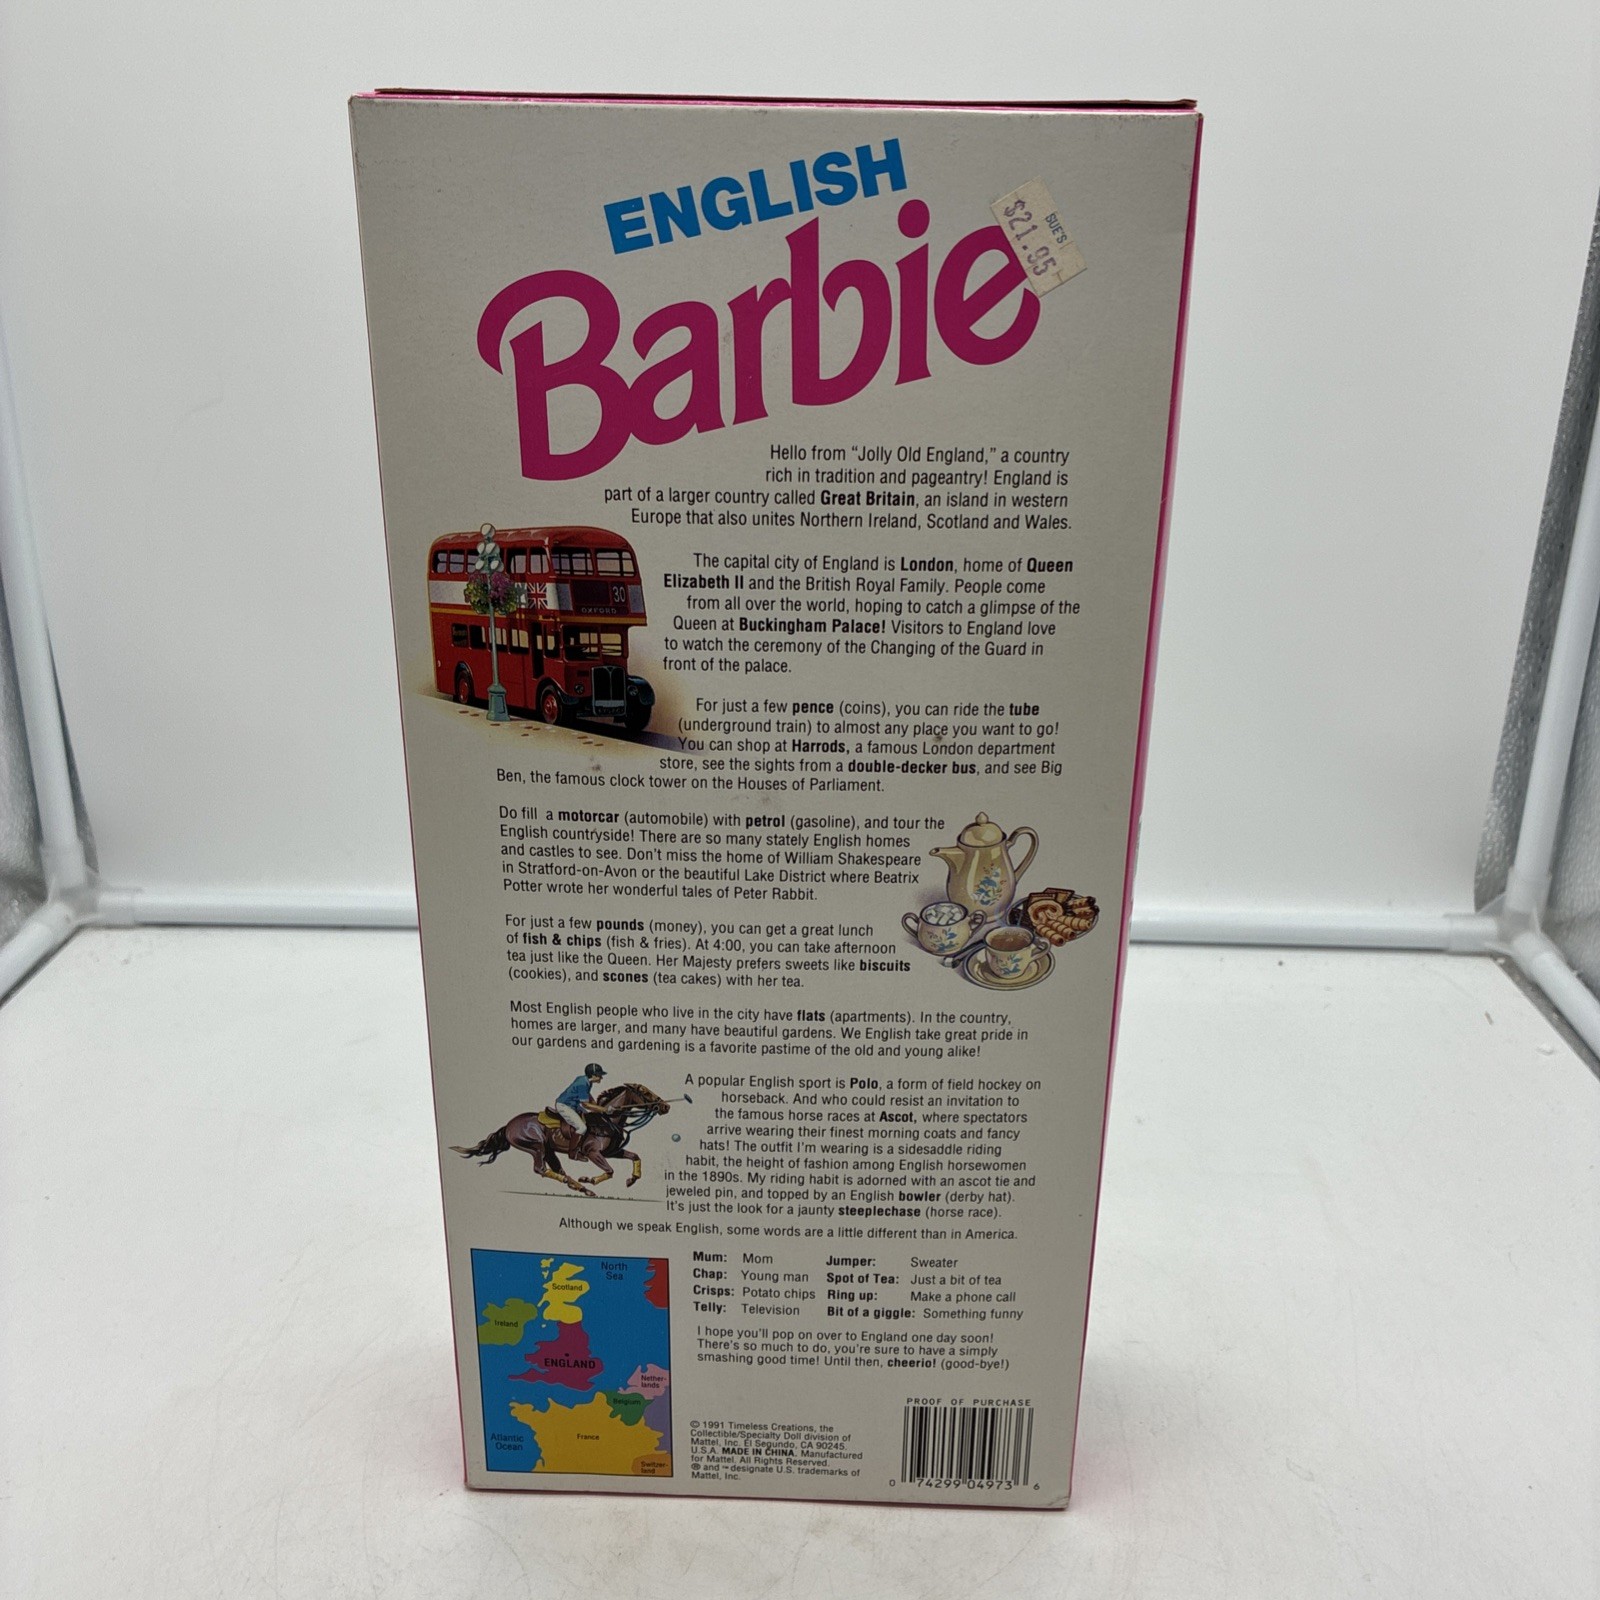 ENGLISH
Barbie
SUE'S
$21.95
Hello from "Jolly Old England," a country
rich in tradition and pageantry! England is
part of a larger country called Great Britain, an island in western
Europe that also unites Northern Ireland, Scotland and Wales.
30
OXFORD
The capital city of England is London, home of Queen
Elizabeth II and the British Royal Family. People come
from all over the world, hoping to catch a glimpse of the
Queen at Buckingham Palace! Visitors to England love
to watch the ceremony of the Changing of the Guard in
front of the palace.
For just a few pence (coins), you can ride the tube
(underground train) to almost any place you want to go!
You can shop at Harrods, a famous London department
store, see the sights from a double-decker bus, and see Big
Ben, the famous clock tower on the Houses of Parliament.
Do fill a motorcar (automobile) with petrol (gasoline), and tour the
English countryside! There are so many stately English homes
and castles to see. Don't miss the home of William Shakespeare
in Stratford-on-Avon or the beautiful Lake District where Beatrix
Potter wrote her wonderful tales of Peter Rabbit.
For just a few pounds (money), you can get a great lunch
of fish & chips (fish & fries). At 4:00, you can take afternoon
tea just like the Queen. Her Majesty prefers sweets like biscuits
(cookies), and scones (tea cakes) with her tea.
Most English people who live in the city have flats (apartments). In the country,
homes are larger, and many have beautiful gardens. We English take great pride in
our gardens and gardening is a favorite pastime of the old and young alike!
A popular English sport is Polo, a form of field hockey on
horseback. And who could resist an invitation to
the famous horse races at Ascot, where spectators
arrive wearing their finest morning coats and fancy
hats! The outfit I'm wearing is a sidesaddle riding
habit, the height of fashion among English horsewomen
in the 1890s. My riding habit is adorned with an ascot tie and
jeweled pin, and topped by an English bowler (derby hat).
It's just the look for a jaunty steeplechase (horse race).
Although we speak English, some words are a little different than in America.
Mum: Mom Jumper: Sweater
Chap: Young man Spot of Tea: Just a bit of tea
Crisps: Potato chips Ring up: Make a phone call
Telly: Television Bit of a giggle: Something funny
I hope you'll pop on over to England one day soon!
There's so much to do, you're sure to have a simply
smashing good time! Until then, cheerio! (good-bye!)
North
Sea
Scotland
Ireland
ENGLAND
Nether-
lands
Belgium
France
Atlantic
Ocean
Switzer-
land
© 1991 Timeless Creations, the
Collectible/Specialty Doll division of
Mattel, Inc. El Segundo, CA 90245.
U.S.A. MADE IN CHINA. Manufactured
for Mattel. All Rights Reserved.
® and ™ designate U.S. trademarks of
Mattel, Inc.
PROOF OF PURCHASE
0 74299 04973 6